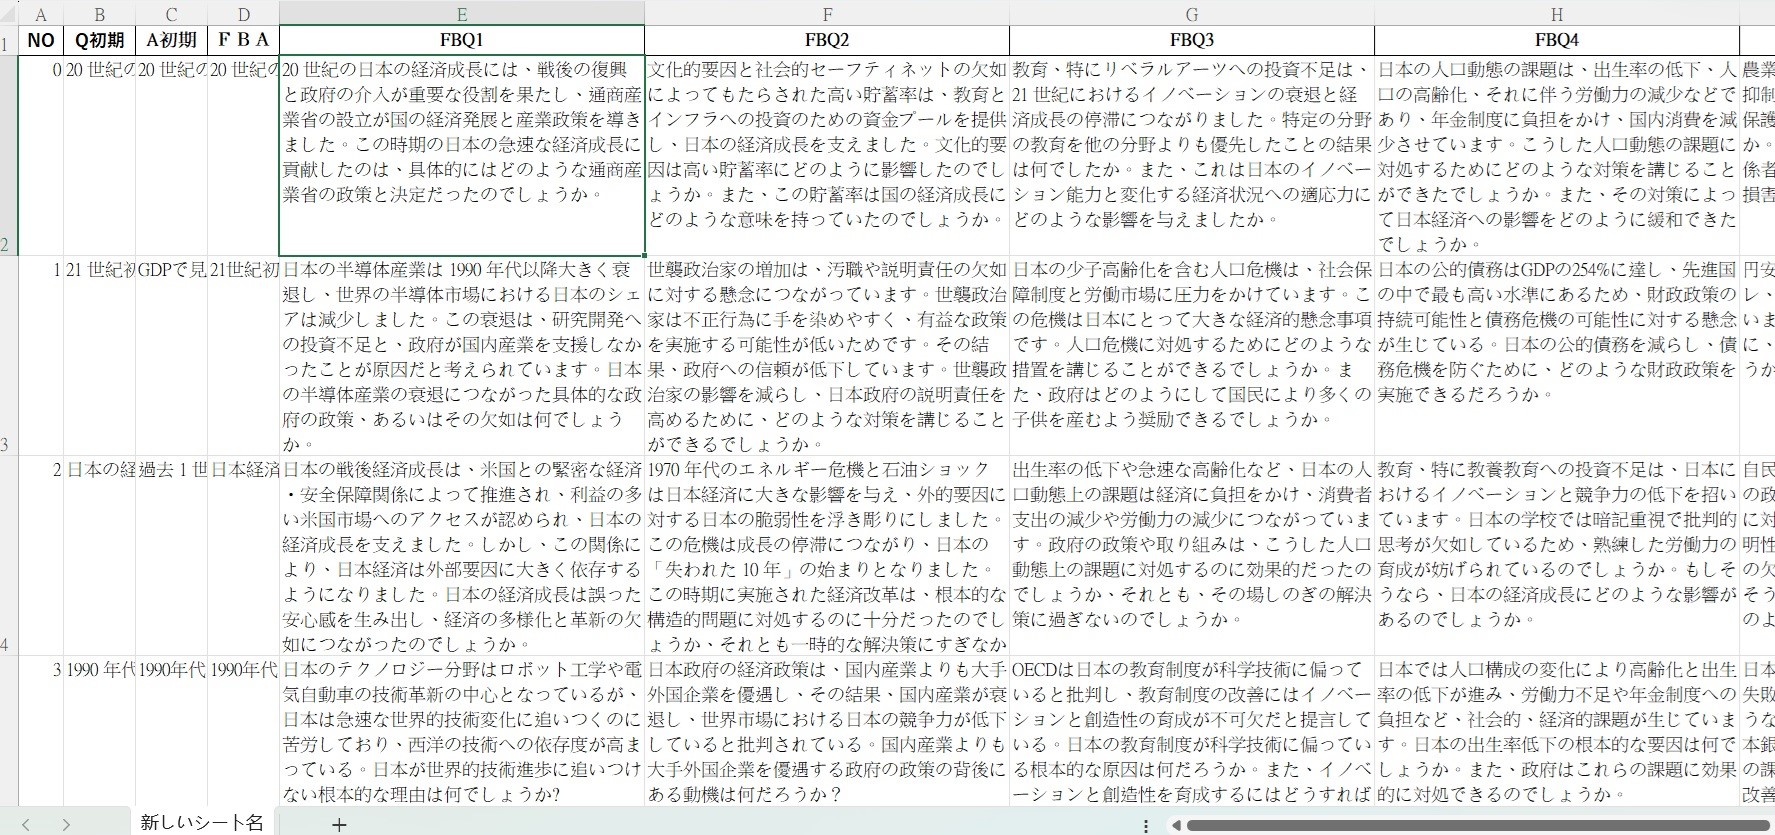 A B C D E F G H
1 NO Q初期 A初期 F B A FBQ1 FBQ2 FBQ3 FBQ4
2
0 20 世紀の 20 世紀の 20 世紀の
20 世紀の日本の経済成長には、戦後の復興
と政府の介入が重要な役割を果たし、通商産
業省の設立が国の経済発展と産業政策を導き
ました。この時期の日本の急速な経済成長に
貢献したのは、具体的にはどのような通商産
業省の政策と決定だったのでしょうか。
文化的要因と社会的セーフティネットの欠如
によってもたらされた高い貯蓄率は、教育と
インフラへの投資のための資金プールを提供
し、日本の経済成長を支えました。文化的要
因は高い貯蓄率にどのように影響したのでし
ょうか。また、この貯蓄率は国の経済成長に
どのような意味を持っていたのでしょうか。
教育、特にリベラルアーツへの投資不足は、
21 世紀におけるイノベーションの衰退と経
済成長の停滞につながりました。特定の分野
の教育を他の分野よりも優先したことの結果
は何でしたか。また、これは日本のイノベー
ション能力と変化する経済状況への適応力に
どのような影響を与えましたか。
日本の人口動態の課題は、出生率の低下、人
口の高齢化、それに伴う労働力の減少などで
あり、年金制度に負担をかけ、国内消費を減
少させています。こうした人口動態の課題に
対処するためにどのような対策を講じること
ができたでしょうか。また、その対策によっ
て日本経済への影響をどのように緩和できた
でしょうか。
農業
抑制
保護
か。
係者
損害
3
1 21 世紀初 GDPで見 21世紀初
日本の半導体産業は 1990 年代以降大きく衰
退し、世界の半導体市場における日本のシェ
アは減少しました。この衰退は、研究開発へ
の投資不足と、政府が国内産業を支援しなか
ったことが原因だと考えられています。日本
の半導体産業の衰退につながった具体的な政
府の政策、あるいはその欠如は何でしょう
か。
世襲政治家の増加は、汚職や説明責任の欠如
に対する懸念につながっています。世襲政治
家は不正行為に手を染めやすく、有益な政策
を実施する可能性が低いためです。その結
果、政府への信頼が低下しています。世襲政
治家の影響を減らし、日本政府の説明責任を
高めるために、どのような対策を講じること
ができるでしょうか。
日本の少子高齢化を含む人口危機は、社会保
障制度と労働市場に圧力をかけています。こ
の危機は日本にとって大きな経済的懸念事項
です。人口危機に対処するためにどのような
措置を講じることができるでしょうか。ま
た、政府はどのようにして国民により多くの
子供を産むよう奨励できるでしょうか。
日本の公的債務はGDPの254%に達し、先進国
の中で最も高い水準にあるため、財政政策の
持続可能性と債務危機の可能性に対する懸念
が生じている。日本の公的債務を減らし、債
務危機を防ぐために、どのような財政政策を
実施できるだろうか。
円安
レ、
いま
に、
うか
4
2 日本の経 過去 1 世 日本経済
日本の戦後経済成長は、米国との緊密な経済
・安全保障関係によって推進され、利益の多
い米国市場へのアクセスが認められ、日本の
経済成長を支えました。しかし、この関係に
より、日本経済は外部要因に大きく依存する
ようになりました。日本の経済成長は誤った
安心感を生み出し、経済の多様化と革新の欠
如につながったのでしょうか。
1970 年代のエネルギー危機と石油ショック
は日本経済に大きな影響を与え、外的要因に
対する日本の脆弱性を浮き彫りにしました。
この危機は成長の停滞につながり、日本の
「失われた 10 年」の始まりとなりました。
この時期に実施された経済改革は、根本的な
構造的問題に対処するのに十分だったのでし
ょうか、それとも一時的な解決策にすぎなか
出生率の低下や急速な高齢化など、日本の人
口動態上の課題は経済に負担をかけ、消費者
支出の減少や労働力の減少につながっていま
す。政府の政策や取り組みは、こうした人口
動態上の課題に対処するのに効果的だったの
でしょうか、それとも、その場しのぎの解決
策に過ぎないのでしょうか。
教育、特に教養教育への投資不足は、日本に
おけるイノベーションと競争力の低下を招い
ています。日本の学校では暗記重視で批判的
思考が欠如しているため、熟練した労働力の
育成が妨げられているのでしょうか。もしそ
うなら、日本の経済成長にどのような影響が
あるのでしょうか。
自民
の政
に対
明性
の欠
そう
のよ
3 1990 年代 1990年代 1990年代
日本のテクノロジー分野はロボット工学や電
気自動車の技術革新の中心となっているが、
日本は急速な世界的技術変化に追いつくのに
苦労しており、西洋の技術への依存度が高ま
っている。日本が世界的技術進歩に追いつけ
ない根本的な理由は何でしょうか?
日本政府の経済政策は、国内産業よりも大手
外国企業を優遇し、その結果、国内産業が衰
退し、世界市場における日本の競争力が低下
していると批判されている。国内産業よりも
大手外国企業を優遇する政府の政策の背後に
ある動機は何だろうか？
OECDは日本の教育制度が科学技術に偏って
いると批判し、教育制度の改善にはイノベー
ションと創造性の育成が不可欠だと提言して
いる。日本の教育制度が科学技術に偏ってい
る根本的な原因は何だろうか。また、イノベ
ーションと創造性を育成するにはどうすれば
日本では人口構成の変化により高齢化と出生
率の低下が進み、労働力不足や年金制度への
負担など、社会的、経済的課題が生じていま
す。日本の出生率低下の根本的な要因は何で
しょうか。また、政府はこれらの課題に効果
的に対処できるのでしょうか。
日本
失敗
うな
本銀
の課
改善
新しいシート名